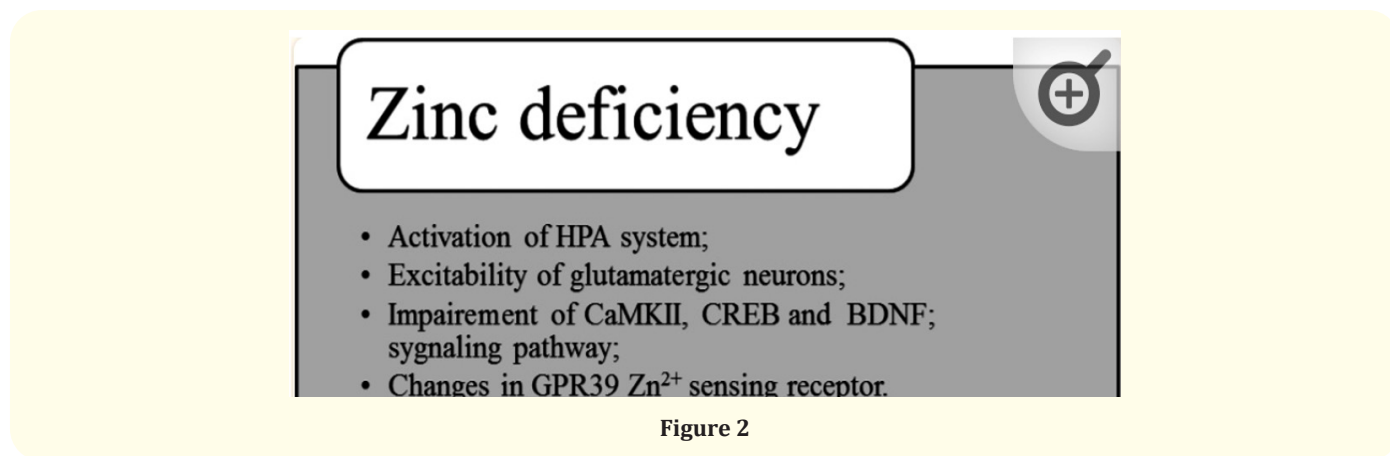 Zinc deficiency
• Activation of HPA system;
• Excitability of glutamatergic neurons;
• Impairement of CaMKII, CREB and BDNF;
sygnaling pathway;
• Changes in GPR39 Zn²⁺ sensing receptor.
Figure 2